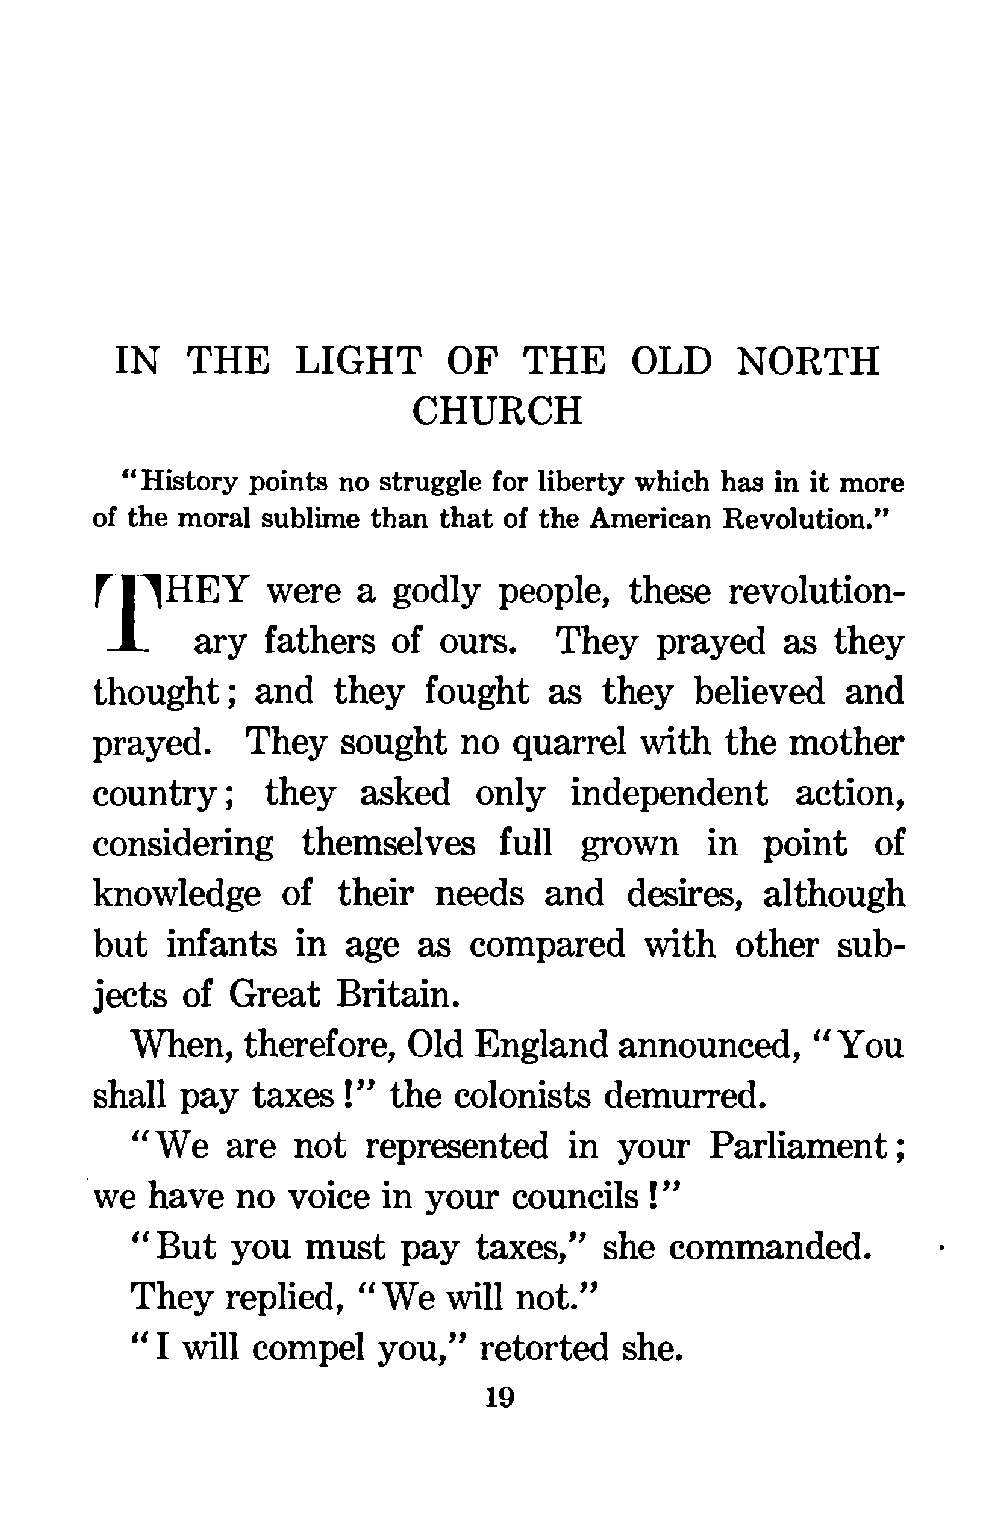 IN THE LIGHT OF THE OLD NORTH
CHURCH
"History points no struggle for liberty which has in it more
of the moral sublime than that of the American Revolution."
THEY were a godly people, these revolution-
ary fathers of ours. They prayed as they
thought; and they fought as they believed and
prayed. They sought no quarrel with the mother
country; they asked only independent action,
considering themselves full grown in point of
knowledge of their needs and desires, although
but infants in age as compared with other sub-
jects of Great Britain.
When, therefore, Old England announced, "You
shall pay taxes!" the colonists demurred.
"We are not represented in your Parliament;
we have no voice in your councils!"
"But you must pay taxes," she commanded.
They replied, "We will not."
"I will compel you," retorted she.
19